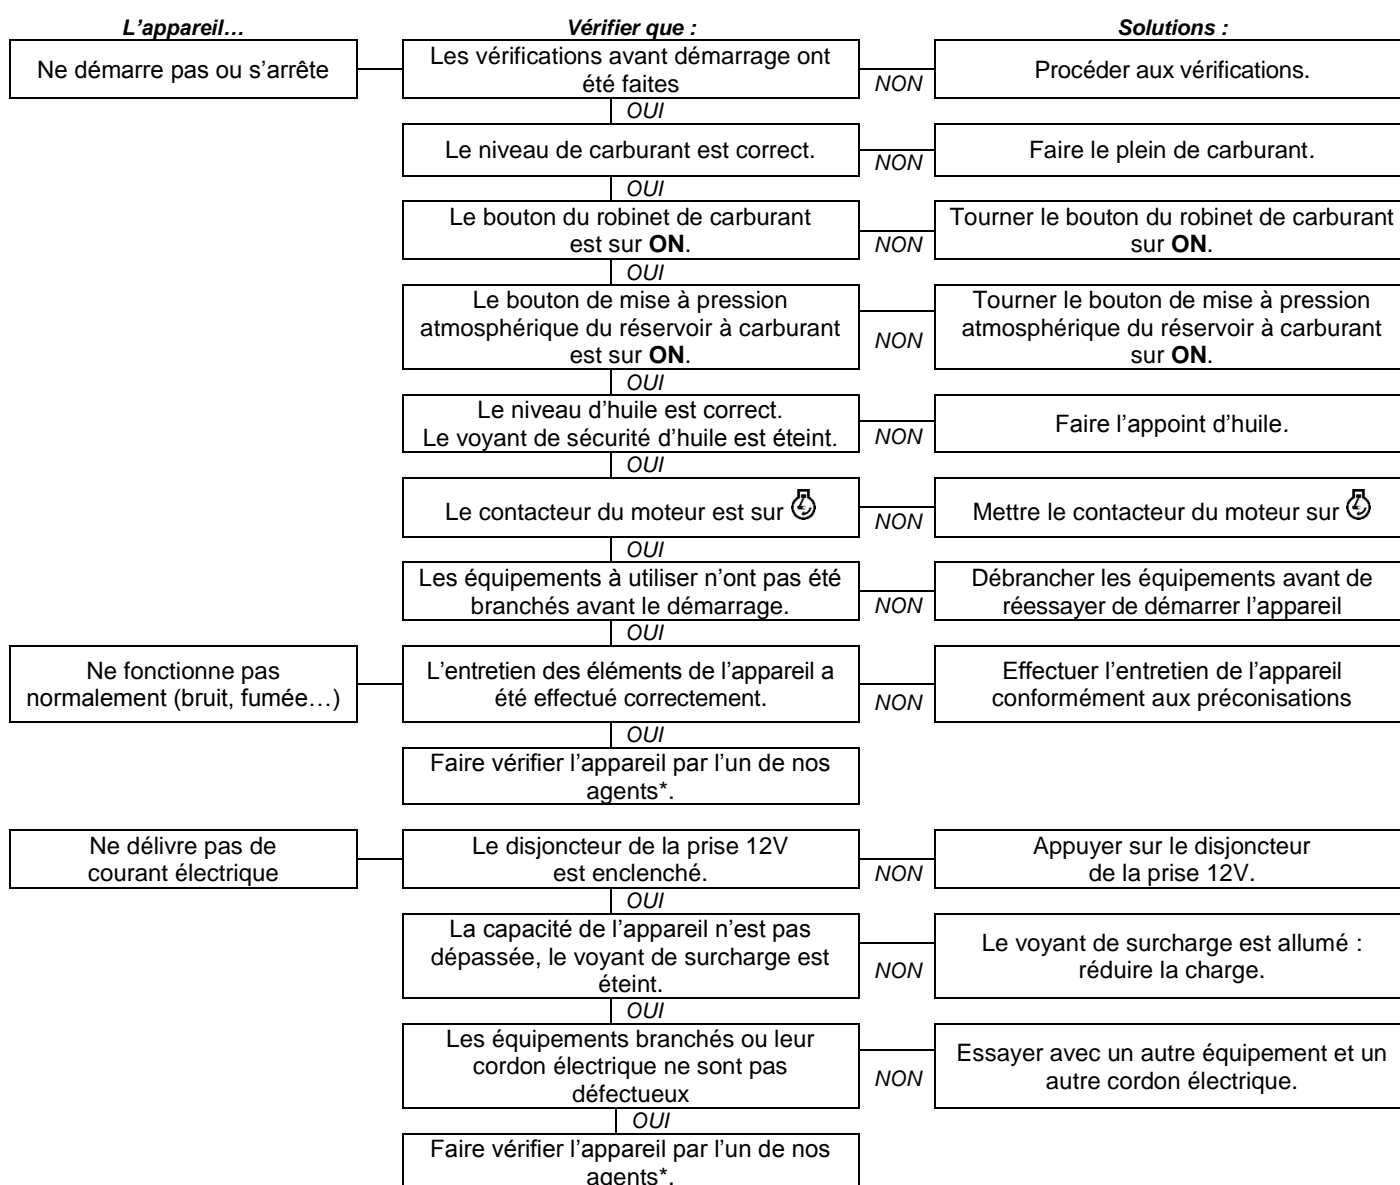 L'appareil…
Vérifier que :
Solutions :
Ne démarre pas ou s'arrête
Les vérifications avant démarrage ont
été faites
NON
Procéder aux vérifications.
OUI
Le niveau de carburant est correct.
NON
Faire le plein de carburant.
OUI
Le bouton du robinet de carburant
est sur ON.
NON
Tourner le bouton du robinet de carburant
sur ON.
OUI
Le bouton de mise à pression
atmosphérique du réservoir à carburant
est sur ON.
NON
Tourner le bouton de mise à pression
atmosphérique du réservoir à carburant
sur ON.
OUI
Le niveau d'huile est correct.
Le voyant de sécurité d'huile est éteint.
NON
Faire l'appoint d'huile.
OUI
Le contacteur du moteur est sur
NON
Mettre le contacteur du moteur sur
OUI
Les équipements à utiliser n'ont pas été
branchés avant le démarrage.
NON
Débrancher les équipements avant de
réessayer de démarrer l'appareil
OUI
Ne fonctionne pas
normalement (bruit, fumée…)
L'entretien des éléments de l'appareil a
été effectué correctement.
NON
Effectuer l'entretien de l'appareil
conformément aux préconisations
OUI
Faire vérifier l'appareil par l'un de nos
agents*.
Ne délivre pas de
courant électrique
Le disjoncteur de la prise 12V
est enclenché.
NON
Appuyer sur le disjoncteur
de la prise 12V.
OUI
La capacité de l'appareil n'est pas
dépassée, le voyant de surcharge est
éteint.
NON
Le voyant de surcharge est allumé :
réduire la charge.
OUI
Les équipements branchés ou leur
cordon électrique ne sont pas
défectueux
NON
Essayer avec un autre équipement et un
autre cordon électrique.
OUI
Faire vérifier l'appareil par l'un de nos
agents*.